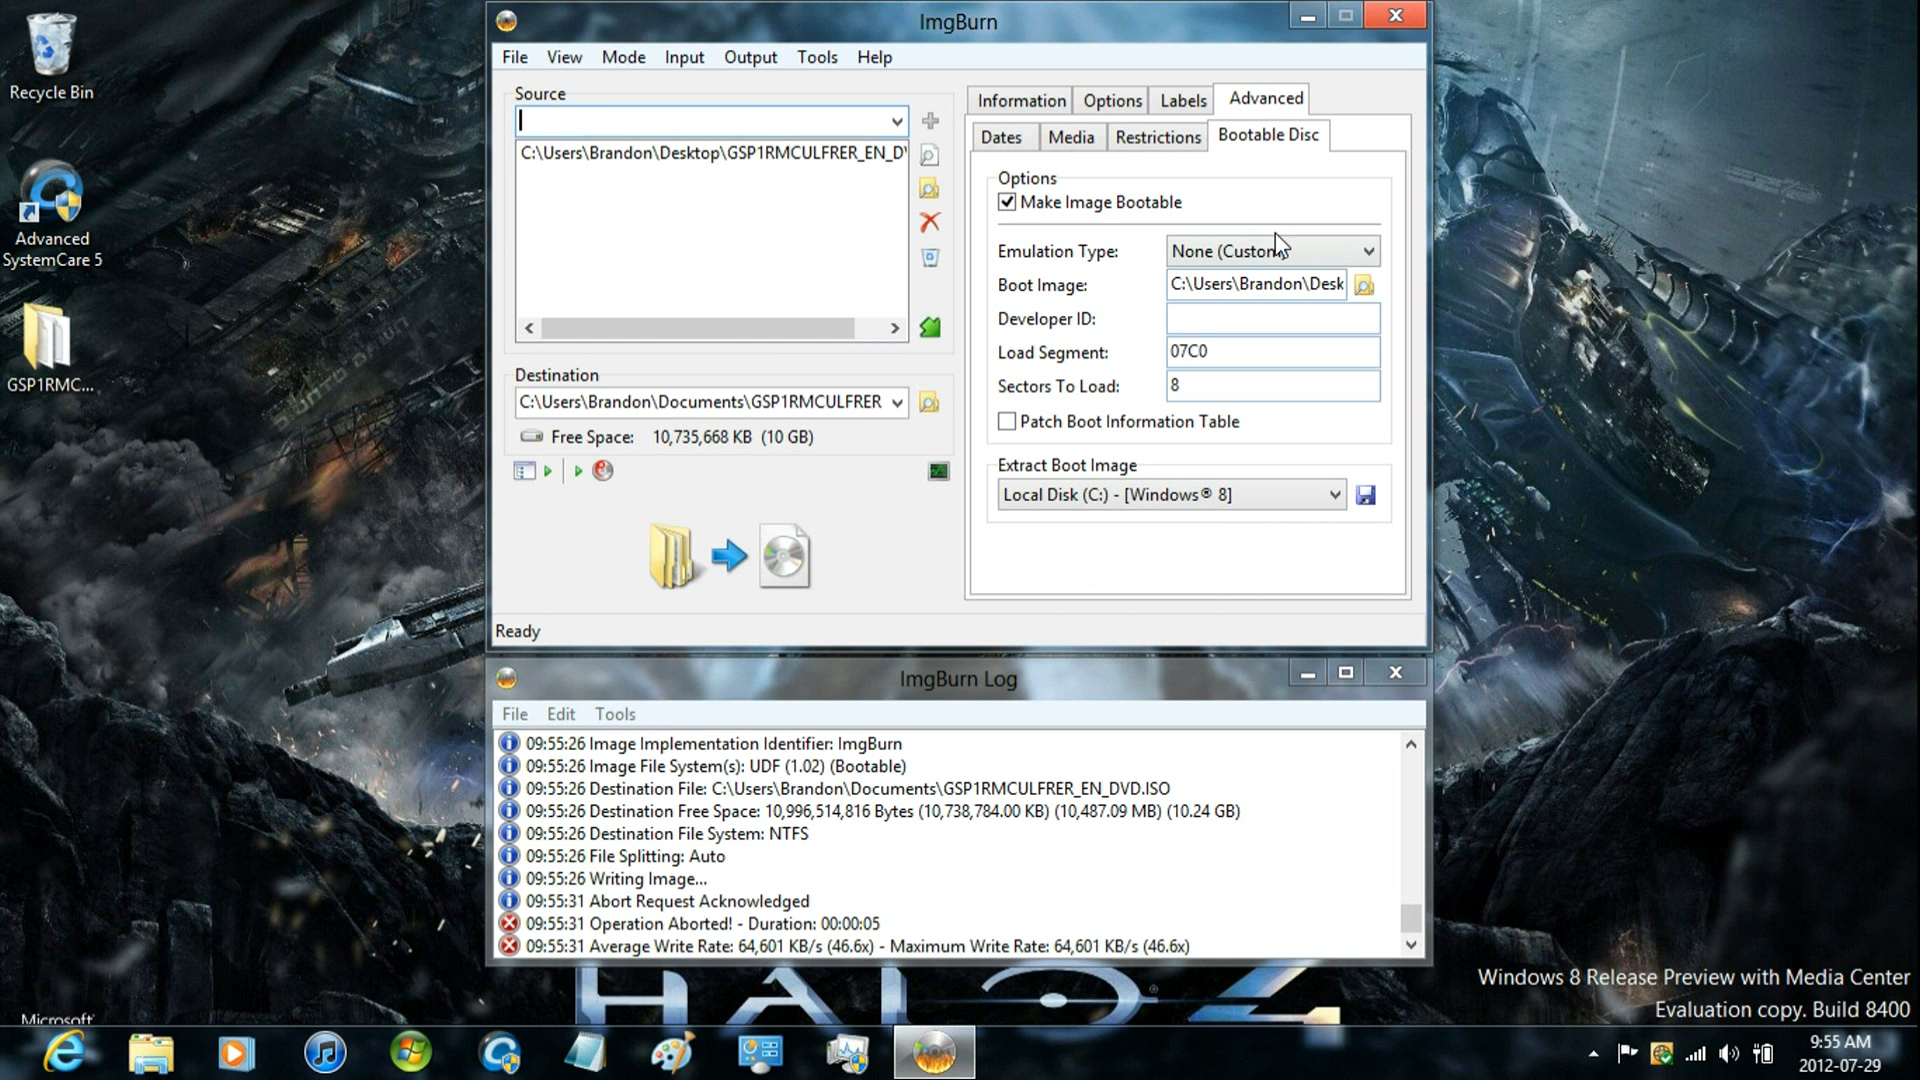 Recycle Bin
Advanced
SystemCare 5
GSP1RMC...
Microsoft
ImgBurn
File View Mode Input Output Tools Help
Source
C:\Users\Brandon\Desktop\GSP1RMCULFRER_EN_D
Destination
C:\Users\Brandon\Documents\GSP1RMCULFRER
Free Space: 10,735,668 KB (10 GB)
Ready
Information Options Labels Advanced
Dates Media Restrictions Bootable Disc
Options
Make Image Bootable
Emulation Type: None (Custom)
Boot Image: C:\Users\Brandon\Desk
Developer ID:
Load Segment: 07C0
Sectors To Load: 8
Patch Boot Information Table
Extract Boot Image
Local Disk (C:) - [Windows® 8]
ImgBurn Log
File Edit Tools
09:55:26 Image Implementation Identifier: ImgBurn
09:55:26 Image File System(s): UDF (1.02) (Bootable)
09:55:26 Destination File: C:\Users\Brandon\Documents\GSP1RMCULFRER_EN_DVD.ISO
09:55:26 Destination Free Space: 10,996,514,816 Bytes (10,738,784.00 KB) (10,487.09 MB) (10.24 GB)
09:55:26 Destination File System: NTFS
09:55:26 File Splitting: Auto
09:55:26 Writing Image...
09:55:31 Abort Request Acknowledged
09:55:31 Operation Aborted! - Duration: 00:00:05
09:55:31 Average Write Rate: 64,601 KB/s (46.6x) - Maximum Write Rate: 64,601 KB/s (46.6x)
HALO 4
Windows 8 Release Preview with Media Center
Evaluation copy. Build 8400
9:55 AM
2012-07-29